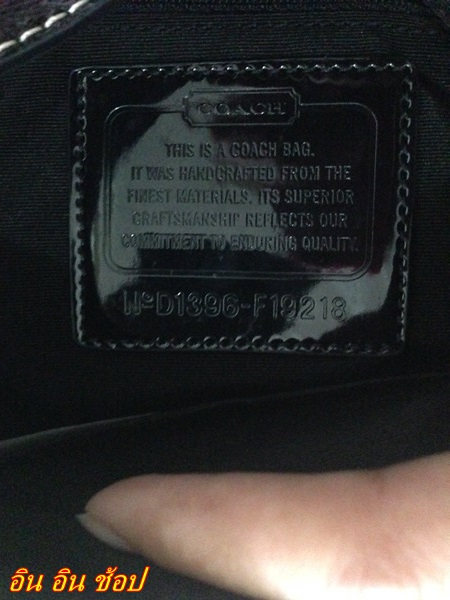 COACH
THIS IS A COACH BAG.
IT WAS HANDCRAFTED FROM THE
FINEST MATERIALS. ITS SUPERIOR
CRAFTSMANSHIP REFLECTS OUR
COMMITMENT TO ENDURING QUALITY.
NºD1396-F19218
อิน อิน ช้อป